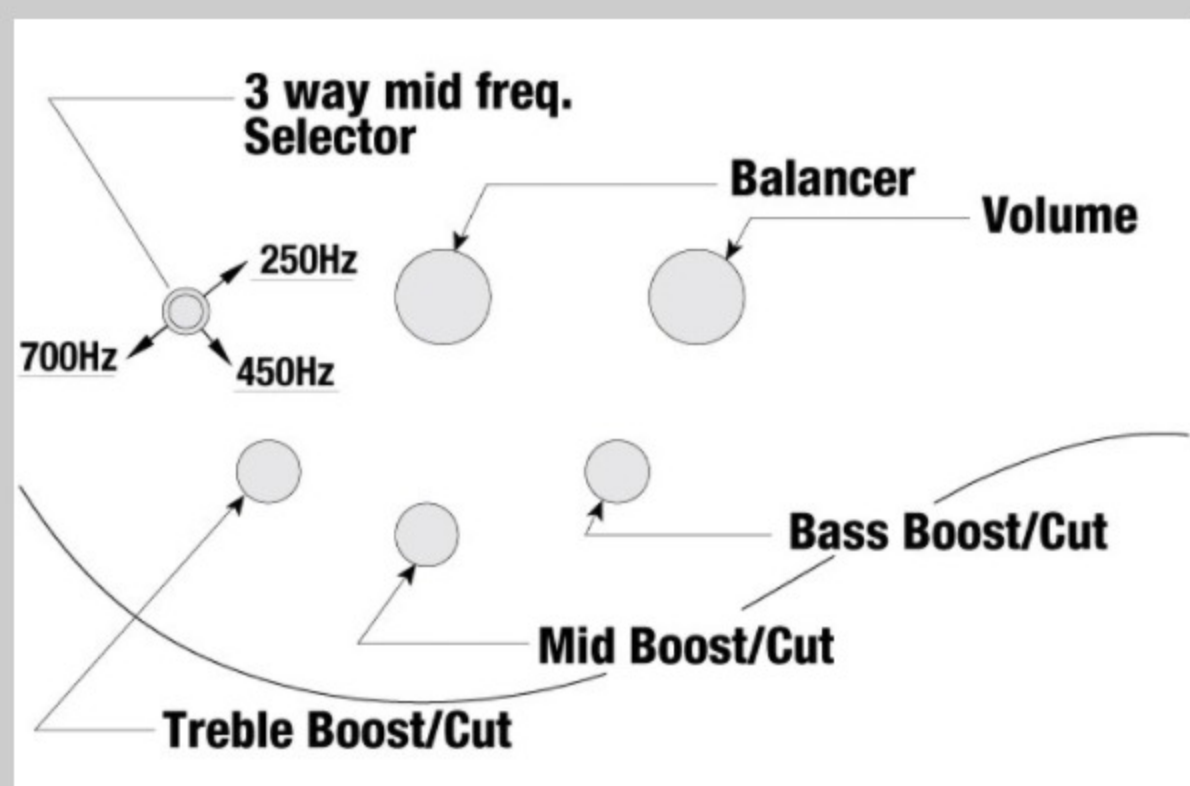 3 way mid freq.
Selector
Balancer
Volume
250Hz
700Hz
450Hz
Bass Boost/Cut
Mid Boost/Cut
Treble Boost/Cut